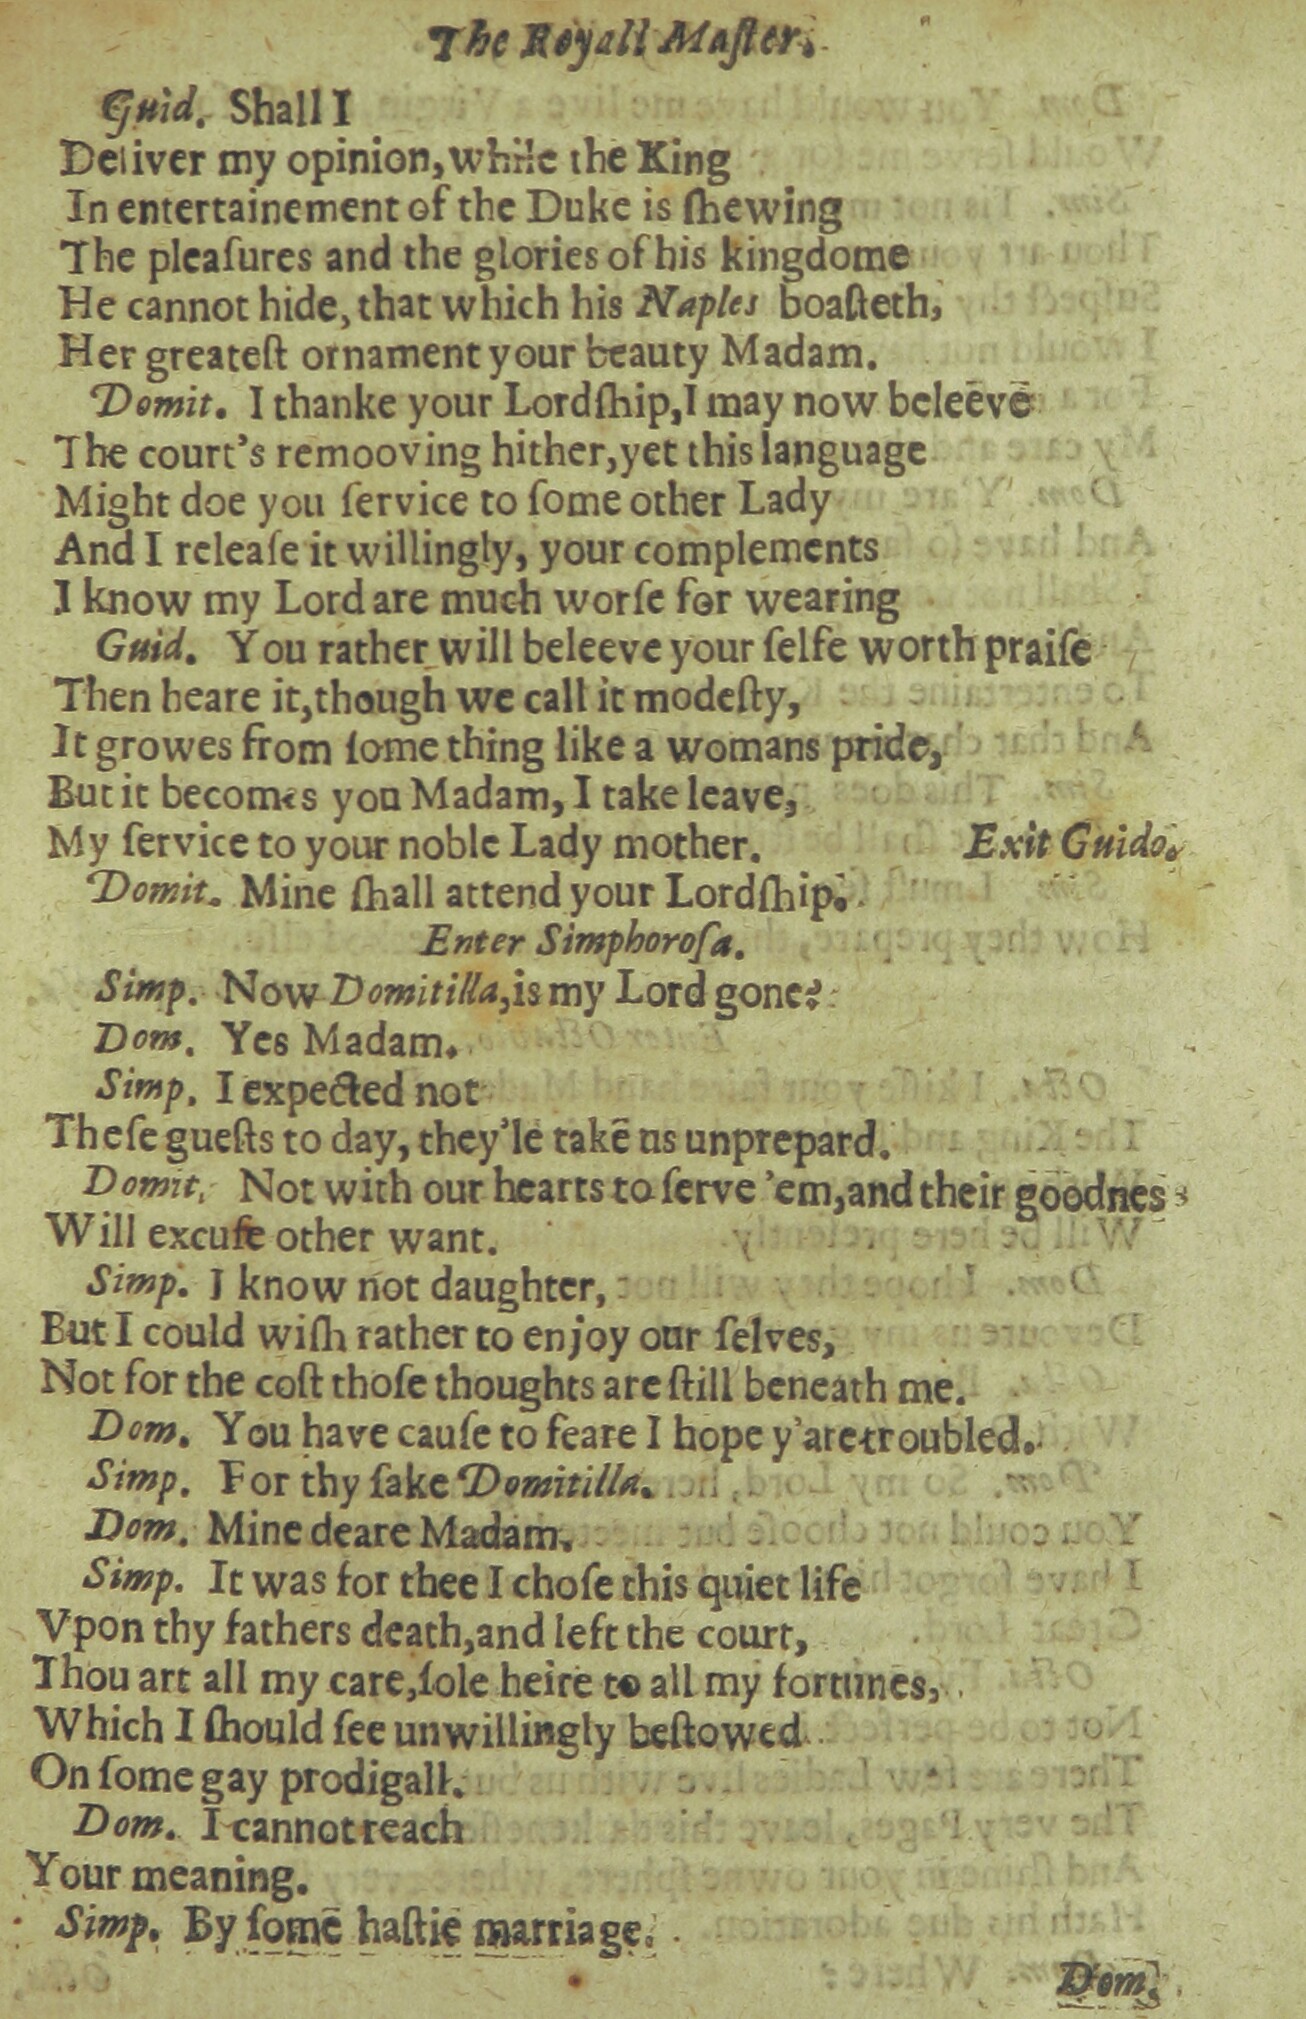 The Royall Maſter.
Guid. Shall I
Deliver my opinion, while the King
In entertainement of the Duke is ſhewing
The pleaſures and the glories of his kingdome
He cannot hide, that which his Naples boaſteth,
Her greateſt ornament your beauty Madam.
Domit. I thanke your Lordſhip, I may now beleeve
The court's remooving hither, yet this language
Might doe you ſervice to ſome other Lady
And I releaſe it willingly, your complements
I know my Lord are much worſe for wearing
Guid. You rather will beleeve your ſelfe worth praiſe
Then heare it, though we call it modeſty,
It growes from ſome thing like a womans pride,
But it becomes you Madam, I take leave,
My ſervice to your noble Lady mother. Exit Guido.
Domit. Mine ſhall attend your Lordſhip.
Enter Simphoroſa.
Simp. Now Domitilla, is my Lord gone?
Dom. Yes Madam.
Simp. I expected not
Theſe gueſts to day, they'le take us unprepard.
Domit. Not with our hearts to ſerve 'em, and their goodnes
Will excuſe other want.
Simp. I know not daughter,
But I could wiſh rather to enjoy our ſelves,
Not for the coſt thoſe thoughts are ſtill beneath me.
Dom. You have cauſe to feare I hope y'are troubled.
Simp. For thy ſake Domitilla.
Dom. Mine deare Madam.
Simp. It was for thee I choſe this quiet life
Vpon thy fathers death, and left the court,
Thou art all my care, ſole heire to all my fortunes,
Which I ſhould ſee unwillingly beſtowed
On ſome gay prodigall.
Dom. I cannot reach
Your meaning.
Simp. By ſome haſtie marriage.
Dom.